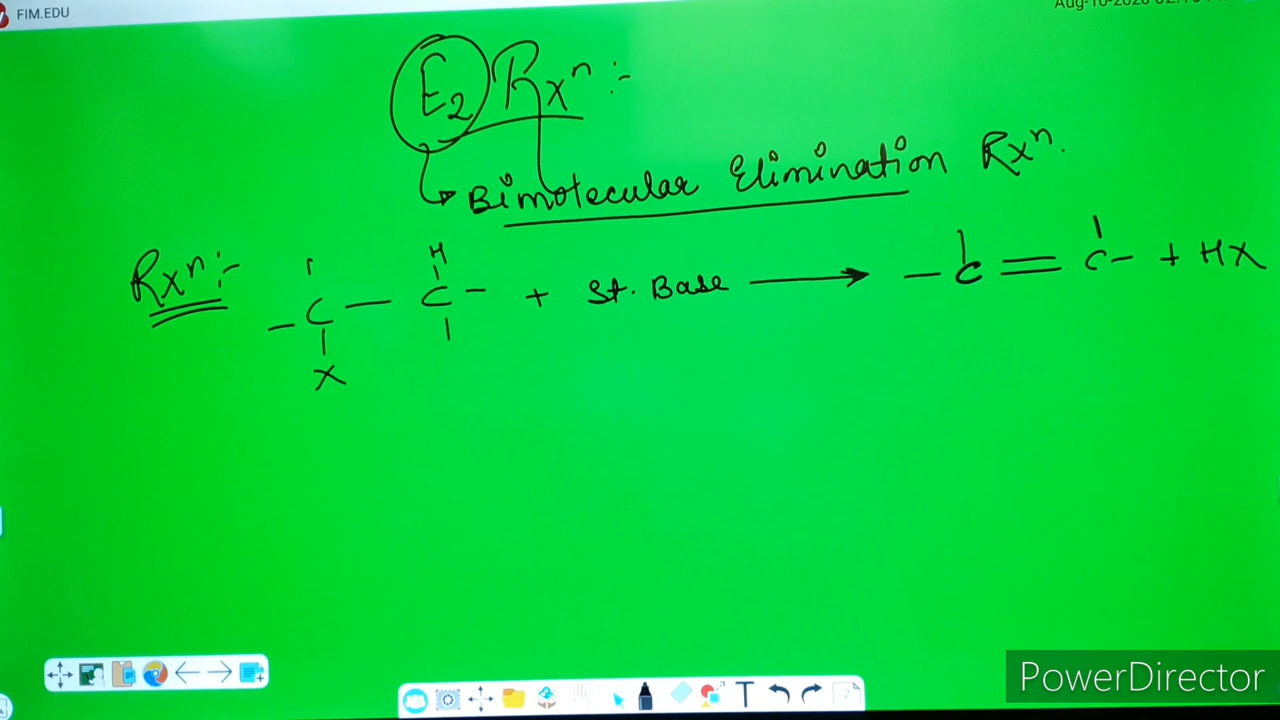 FIM.EDU
E2 Rxⁿ :-
Bimolecular Elimination Rxⁿ.
Rxⁿ :- -C-C- + St. Base → -C=C- + HX
H
X
PowerDirector